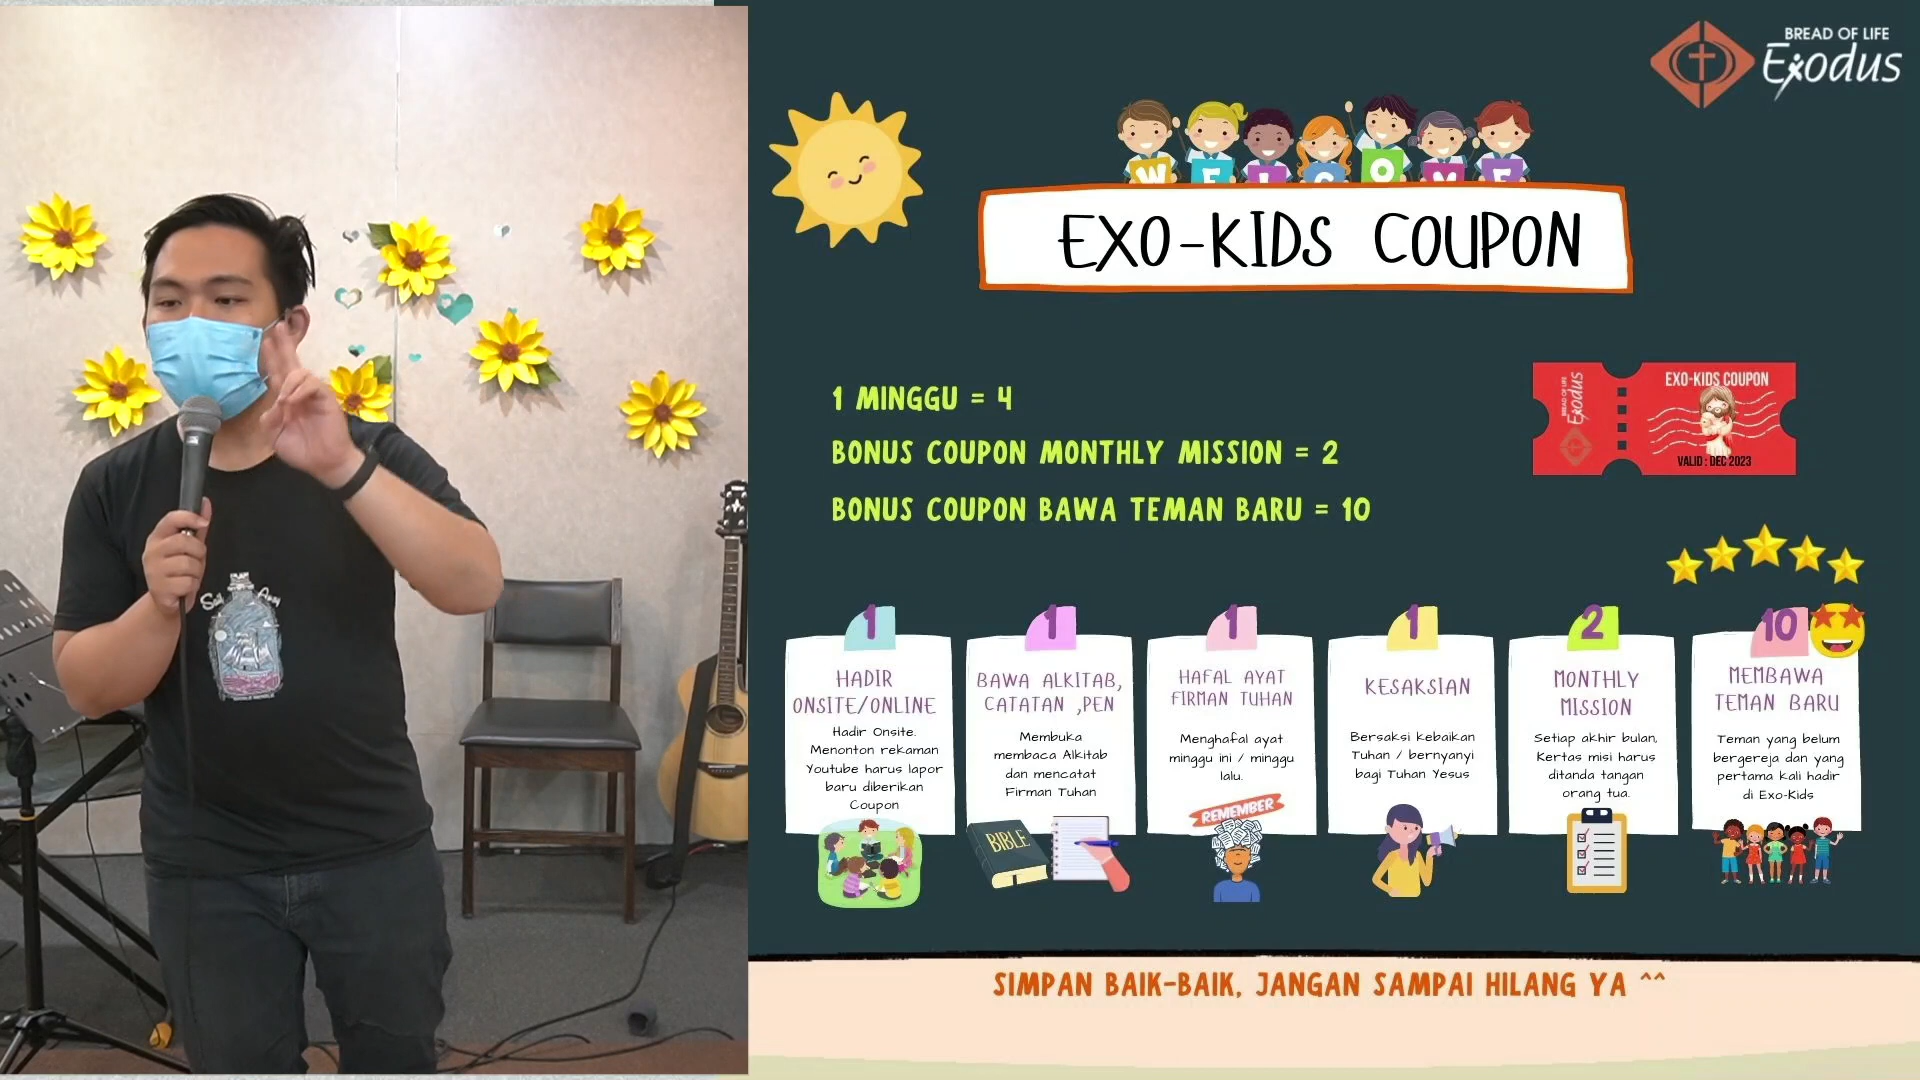 BREAD OF LIFE
Exodus
WELCOME
EXO-KIDS COUPON
1 MINGGU = 4
BONUS COUPON MONTHLY MISSION = 2
BONUS COUPON BAWA TEMAN BARU = 10
BREAD OF LIFE
Exodus
EXO-KIDS COUPON
VALID : DEC 2023
1
HADIR
ONSITE/ONLINE
Hadir Onsite.
Menonton rekaman
Youtube harus lapor
baru diberikan
Coupon
1
BAWA ALKITAB,
CATATAN ,PEN
Membuka
membaca Alkitab
dan mencatat
Firman Tuhan
BIBLE
1
HAFAL AYAT
FIRMAN TUHAN
Menghafal ayat
minggu ini / minggu
lalu.
REMEMBER
1
KESAKSIAN
Bersaksi kebaikan
Tuhan / bernyanyi
bagi Tuhan Yesus
2
MONTHLY
MISSION
Setiap akhir bulan,
Kertas misi harus
ditanda tangan
orang tua.
10
MEMBAWA
TEMAN BARU
Teman yang belum
bergereja dan yang
pertama kali hadir
di Exo-Kids
SIMPAN BAIK-BAIK, JANGAN SAMPAI HILANG YA ^^